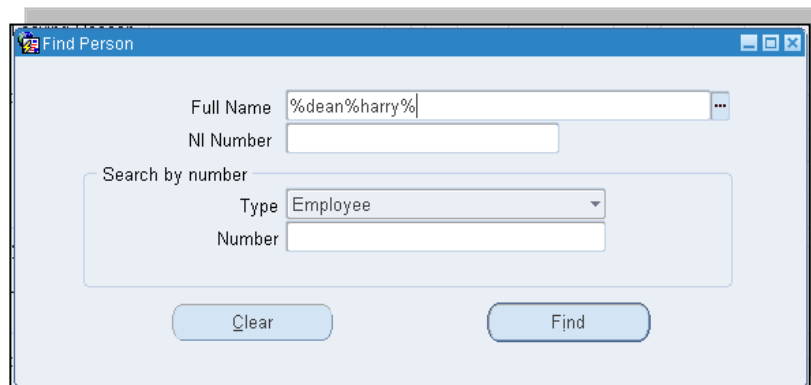 Find Person
Full Name %dean%harry%
NI Number
Search by number
Type Employee
Number
Clear Find